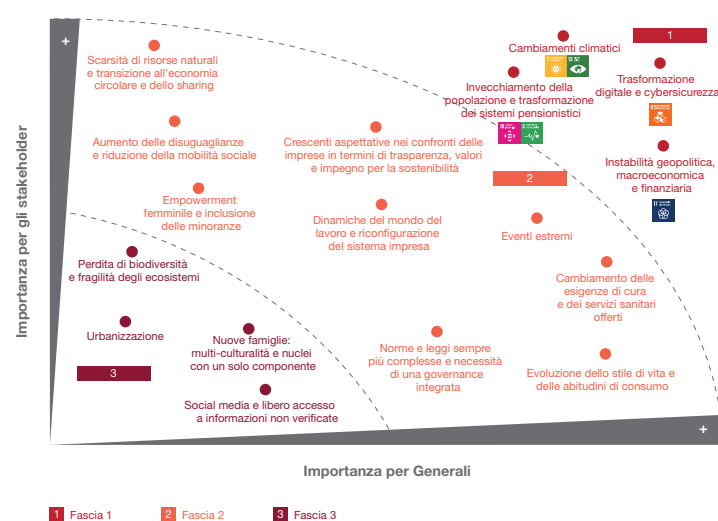 +
Scarsità di risorse naturali
e transizione all'economia
circolare e dello sharing
Cambiamenti climatici
1
Invecchiamento della
popolazione e trasformazione
dei sistemi pensionistici
Trasformazione
digitale e cybersicurezza
Aumento delle disuguaglianze
e riduzione della mobilità sociale
Crescenti aspettative nei confronti delle
imprese in termini di trasparenza, valori
e impegno per la sostenibilità
Instabilità geopolitica,
macroeconomica
e finanziaria
2
Empowerment
femminile e inclusione
delle minoranze
Dinamiche del mondo del
lavoro e riconfigurazione
del sistema impresa
Eventi estremi
Perdita di biodiversità
e fragilità degli ecosistemi
Cambiamento delle
esigenze di cura
e dei servizi sanitari
offerti
Urbanizzazione
Nuove famiglie:
multi-culturalità e nuclei
con un solo componente
Norme e leggi sempre
più complesse e necessità
di una governance
integrata
3
Evoluzione dello stile di vita e
delle abitudini di consumo
Social media e libero accesso
a informazioni non verificate
+
Importanza per gli stakeholder
Importanza per Generali
1 Fascia 1
2 Fascia 2
3 Fascia 3